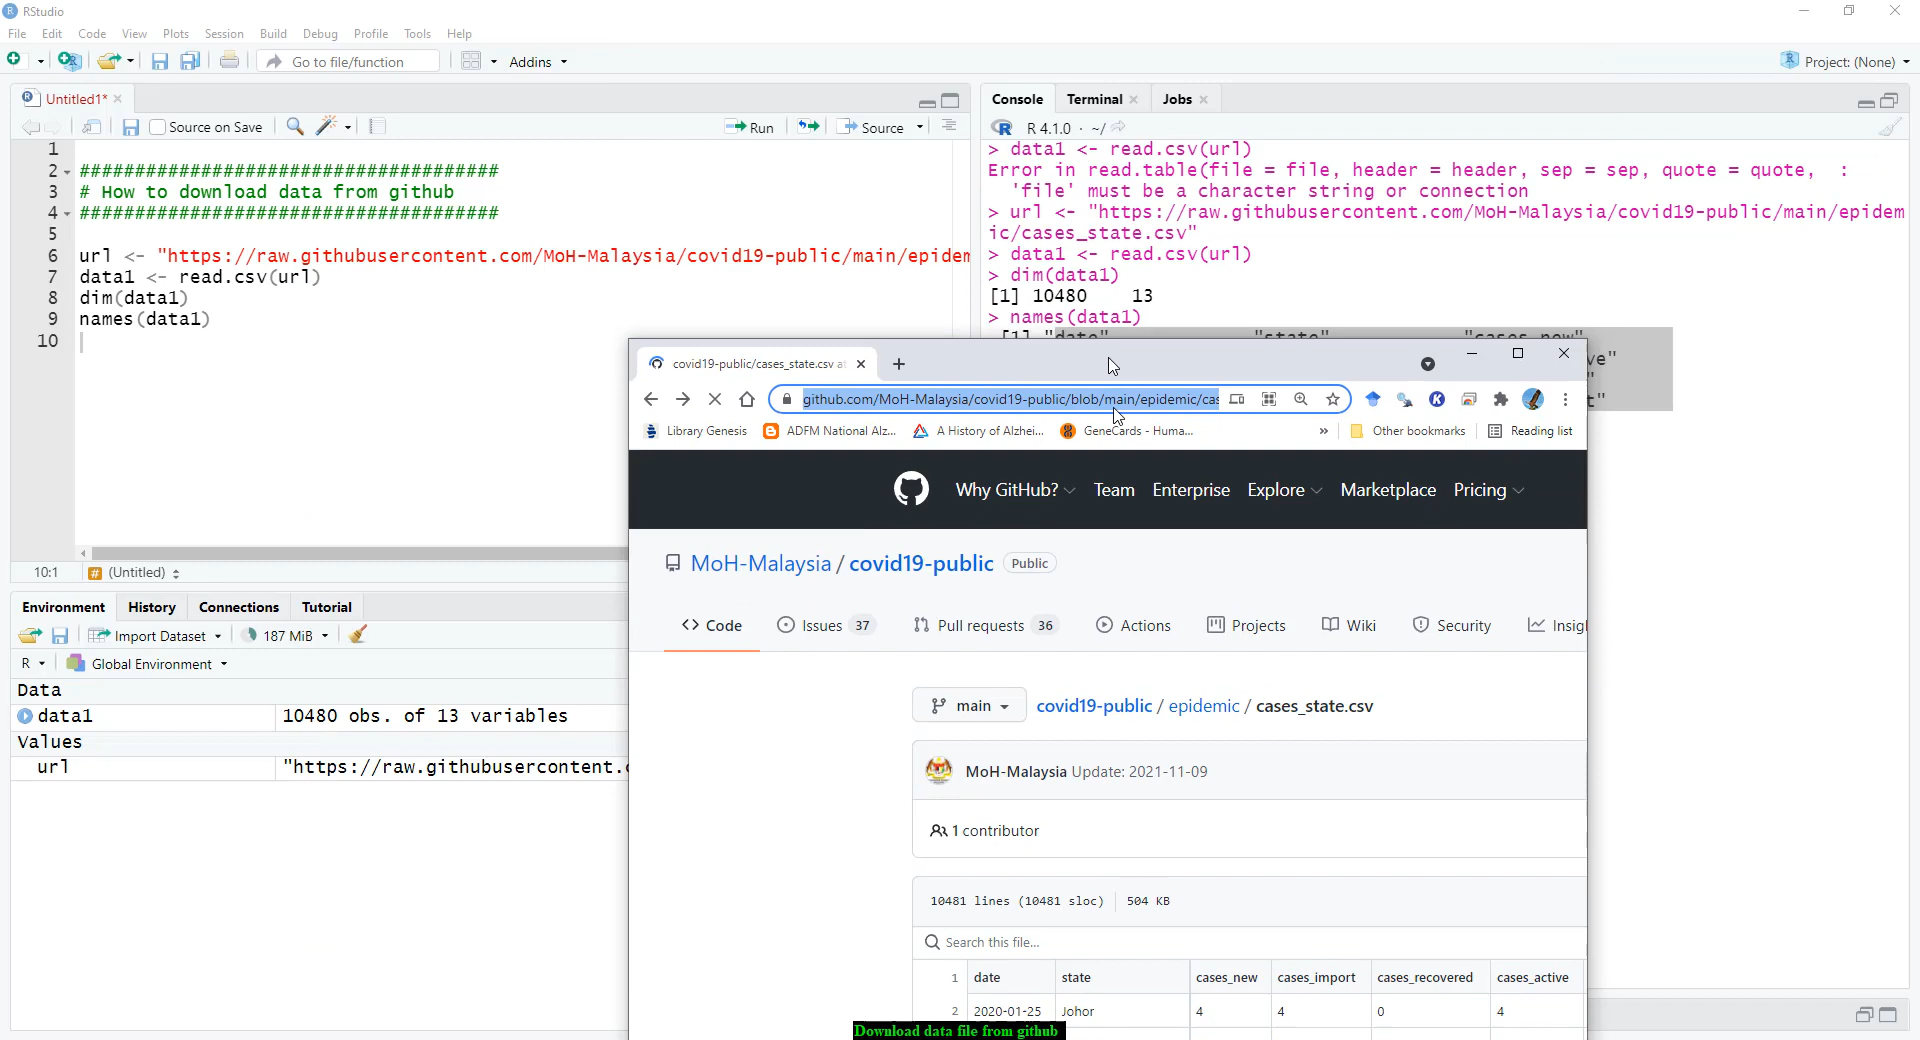 RStudio
File Edit Code View Plots Session Build Debug Profile Tools Help
Go to file/function Addins Project: (None)
Untitled1*
Source on Save Run Source
1
2 ######################################
3 # How to download data from github
4 ######################################
5
6 url <- "https://raw.githubusercontent.com/MoH-Malaysia/covid19-public/main/epidem
7 data1 <- read.csv(url)
8 dim(data1)
9 names(data1)
10
10:1 (Untitled)
Console Terminal Jobs
R 4.1.0 · ~/
> data1 <- read.csv(url)
Error in read.table(file = file, header = header, sep = sep, quote = quote, :
'file' must be a character string or connection
> url <- "https://raw.githubusercontent.com/MoH-Malaysia/covid19-public/main/epidem
ic/cases_state.csv"
> data1 <- read.csv(url)
> dim(data1)
[1] 10480 13
> names(data1)
[1] "date" "state" "cases_new"
ve"
"
t"
Environment History Connections Tutorial
Import Dataset 187 MiB
R Global Environment
Data
data1 10480 obs. of 13 variables
Values
url "https://raw.githubusercontent.
covid19-public/cases_state.csv at
github.com/MoH-Malaysia/covid19-public/blob/main/epidemic/cas
Library Genesis ADFM National Alz... A History of Alzhei... GeneCards - Huma... » Other bookmarks Reading list
Why GitHub? Team Enterprise Explore Marketplace Pricing
MoH-Malaysia / covid19-public Public
Code Issues 37 Pull requests 36 Actions Projects Wiki Security Insigh
main covid19-public / epidemic / cases_state.csv
MoH-Malaysia Update: 2021-11-09
1 contributor
10481 lines (10481 sloc) 504 KB
Search this file...
1 date state cases_new cases_import cases_recovered cases_active
2 2020-01-25 Johor 4 4 0 4
Download data file from github